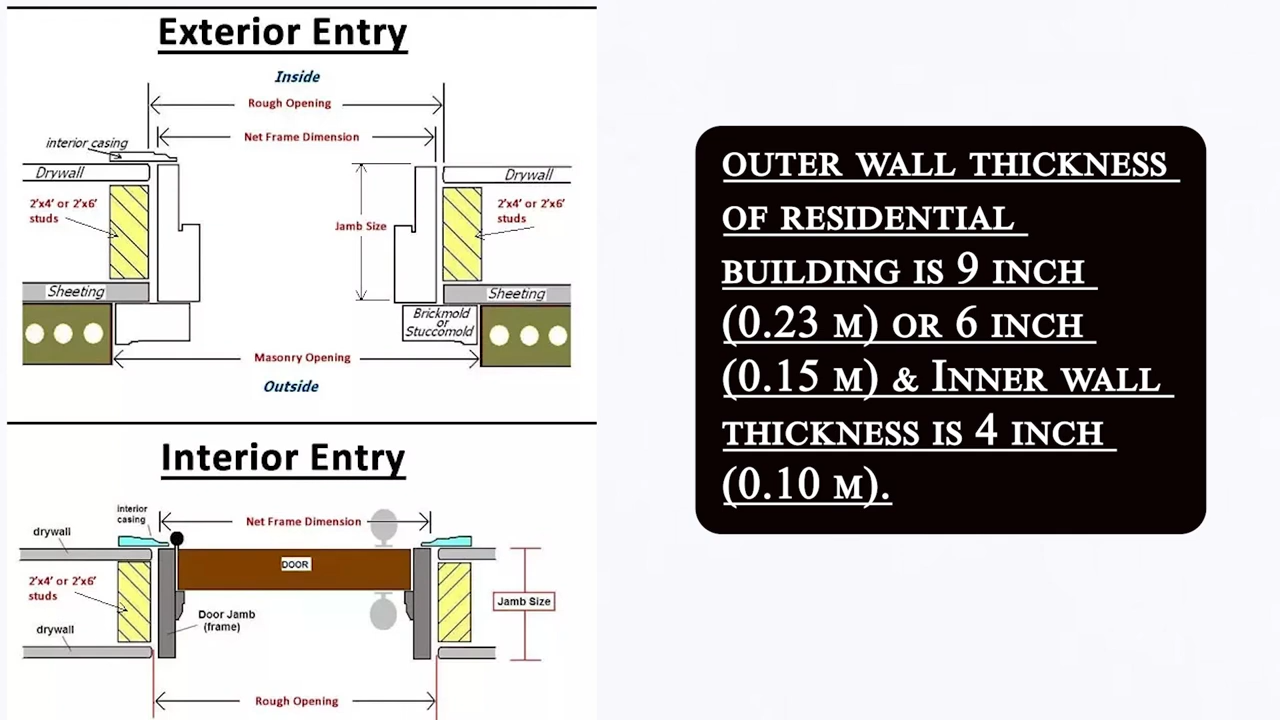 Exterior Entry
Inside
Rough Opening
Net Frame Dimension
interior casing
Drywall
Drywall
2'x4' or 2'x6'
studs
2'x4' or 2'x6'
studs
Jamb Size
Sheeting
Sheeting
Brickmold
or
Stuccomold
Masonry Opening
Outside
Interior Entry
interior
casing
Net Frame Dimension
drywall
DOOR
2'x4' or 2'x6'
studs
Jamb Size
Door Jamb
(frame)
drywall
Rough Opening
OUTER WALL THICKNESS
OF RESIDENTIAL
BUILDING IS 9 INCH
(0.23 M) OR 6 INCH
(0.15 M) & INNER WALL
THICKNESS IS 4 INCH
(0.10 M).